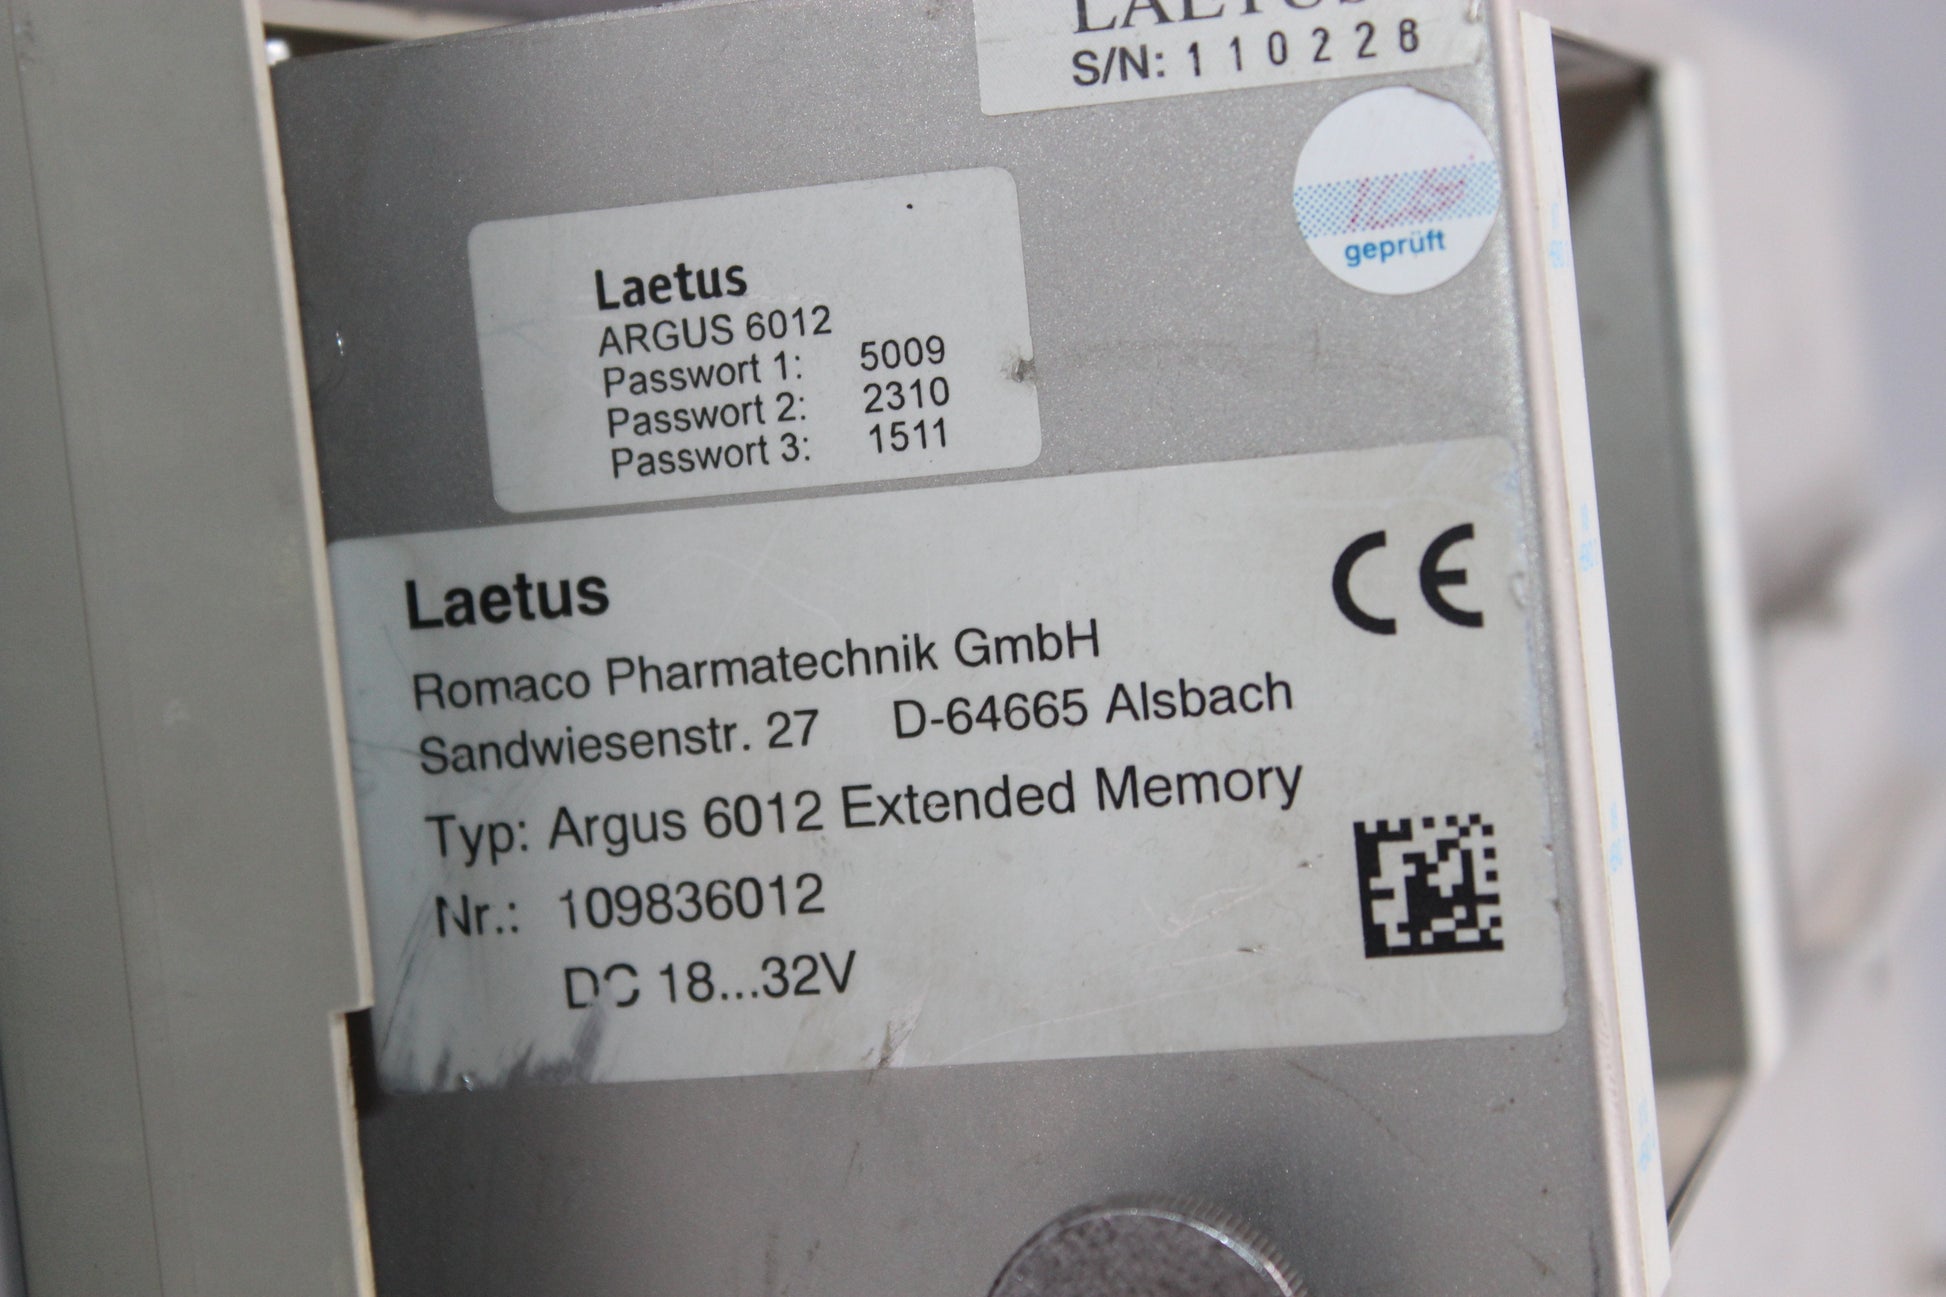 LAETUS
S/N: 110228
geprüft
Laetus
ARGUS 6012
Passwort 1: 5009
Passwort 2: 2310
Passwort 3: 1511
Laetus
CE
Romaco Pharmatechnik GmbH
Sandwiesenstr. 27 D-64665 Alsbach
Typ: Argus 6012 Extended Memory
Nr.: 109836012
DC 18...32V